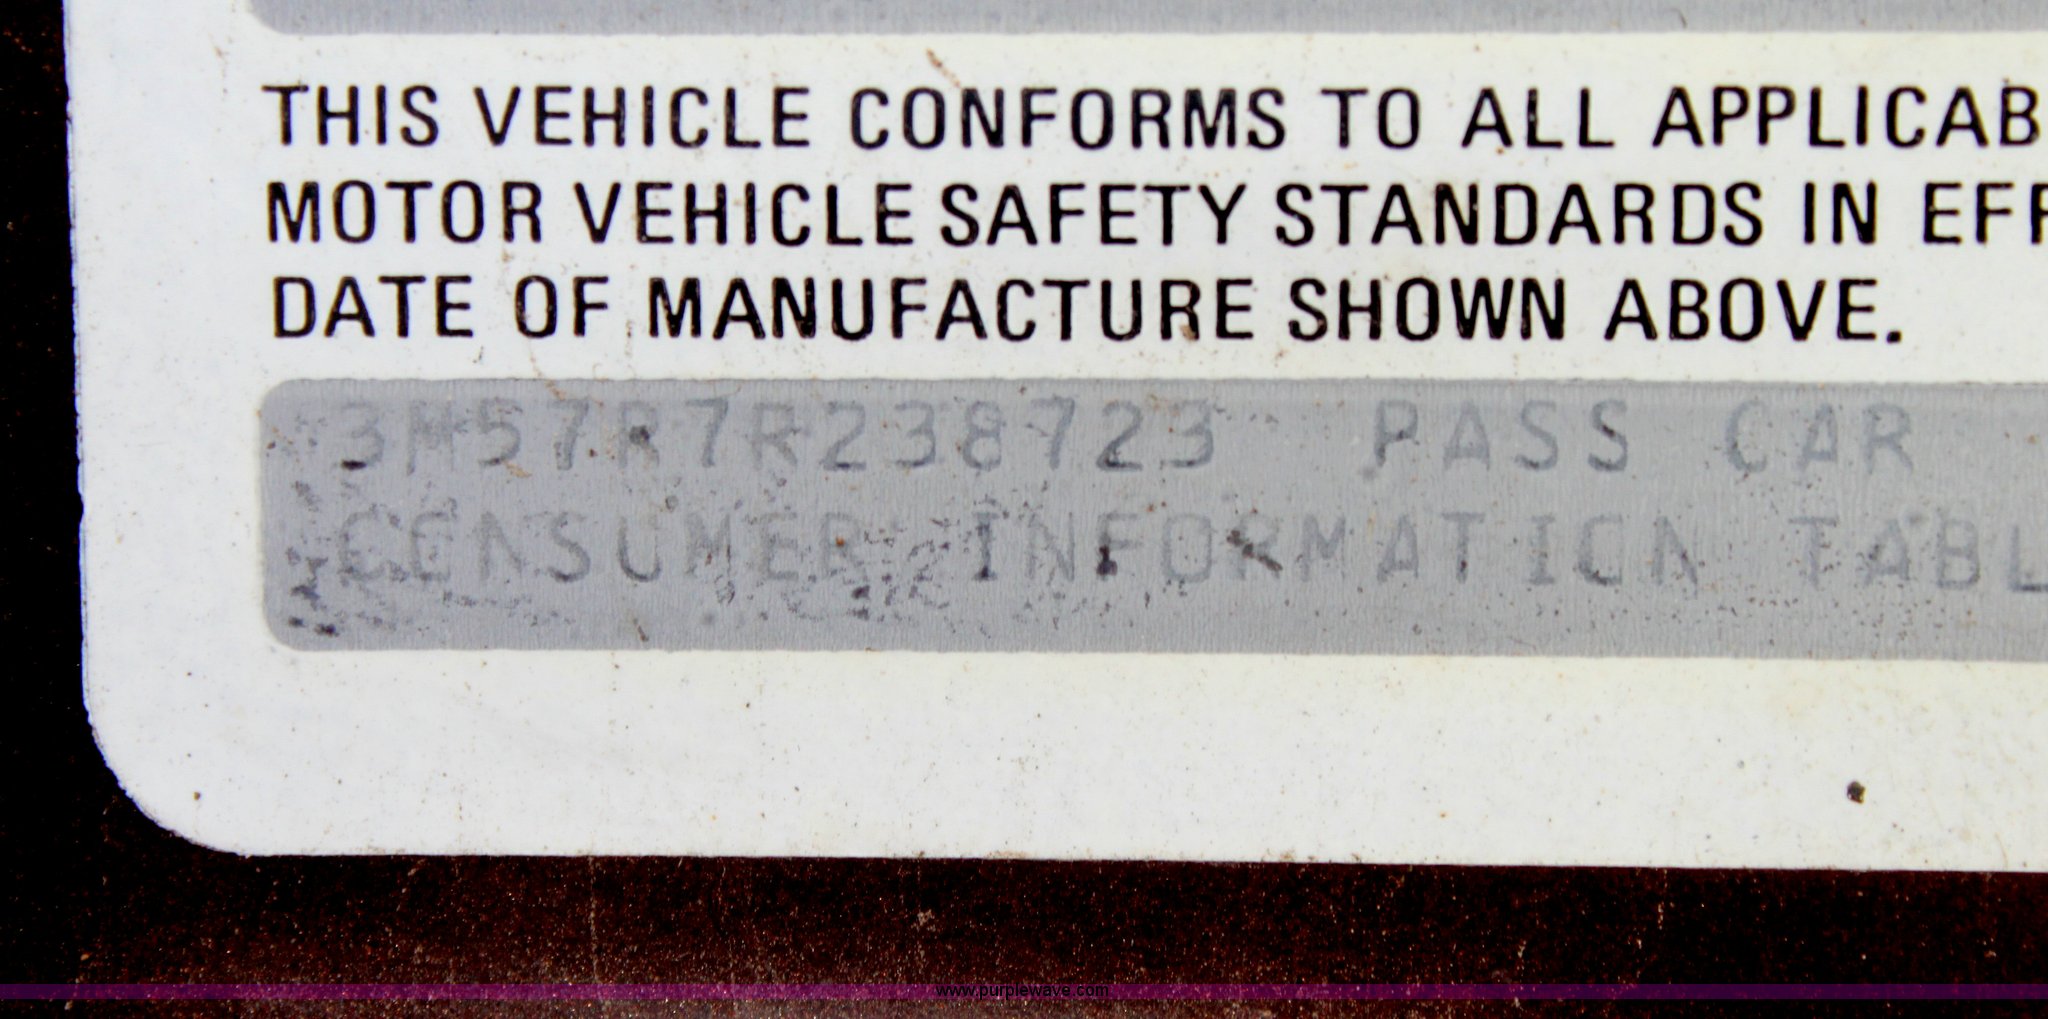 THIS VEHICLE CONFORMS TO ALL APPLICAB
MOTOR VEHICLE SAFETY STANDARDS IN EFF
DATE OF MANUFACTURE SHOWN ABOVE.
3M57R7R238723 PASS CAR
CONSUMER INFORMATION TABL
www.purplewave.com